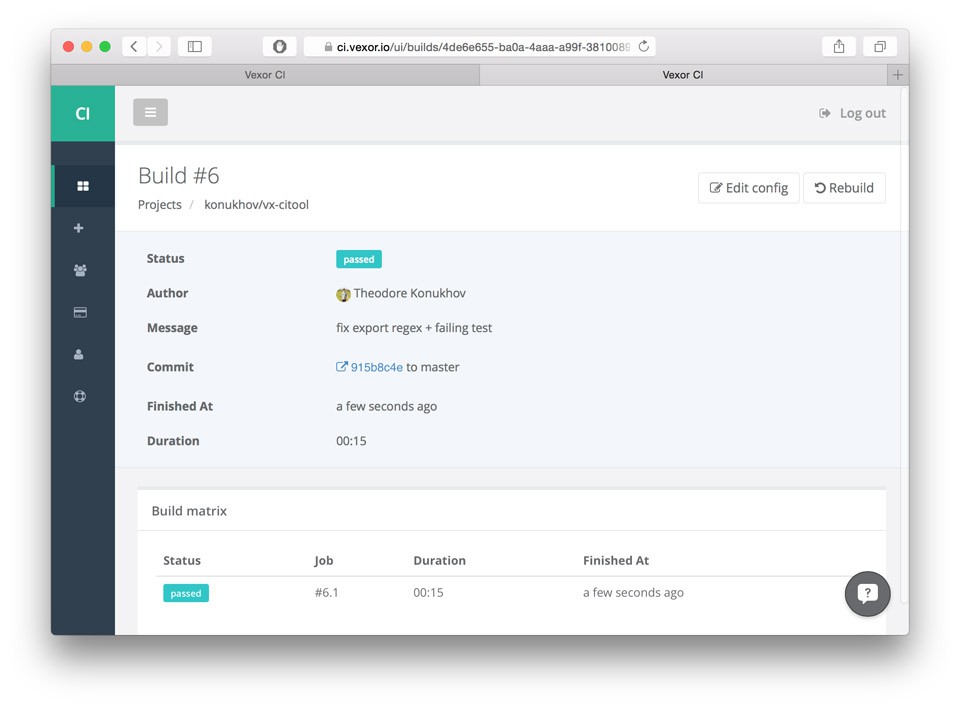 ci.vexor.io/ui/builds/4de6e655-ba0a-4aaa-a99f-3810089
Vexor CI
Vexor CI
CI
Log out
Build #6
Projects / konukhov/vx-citool
Edit config
Rebuild
Status passed
Author Theodore Konukhov
Message fix export regex + failing test
Commit 915b8c4e to master
Finished At a few seconds ago
Duration 00:15
Build matrix
Status Job Duration Finished At
passed #6.1 00:15 a few seconds ago
?